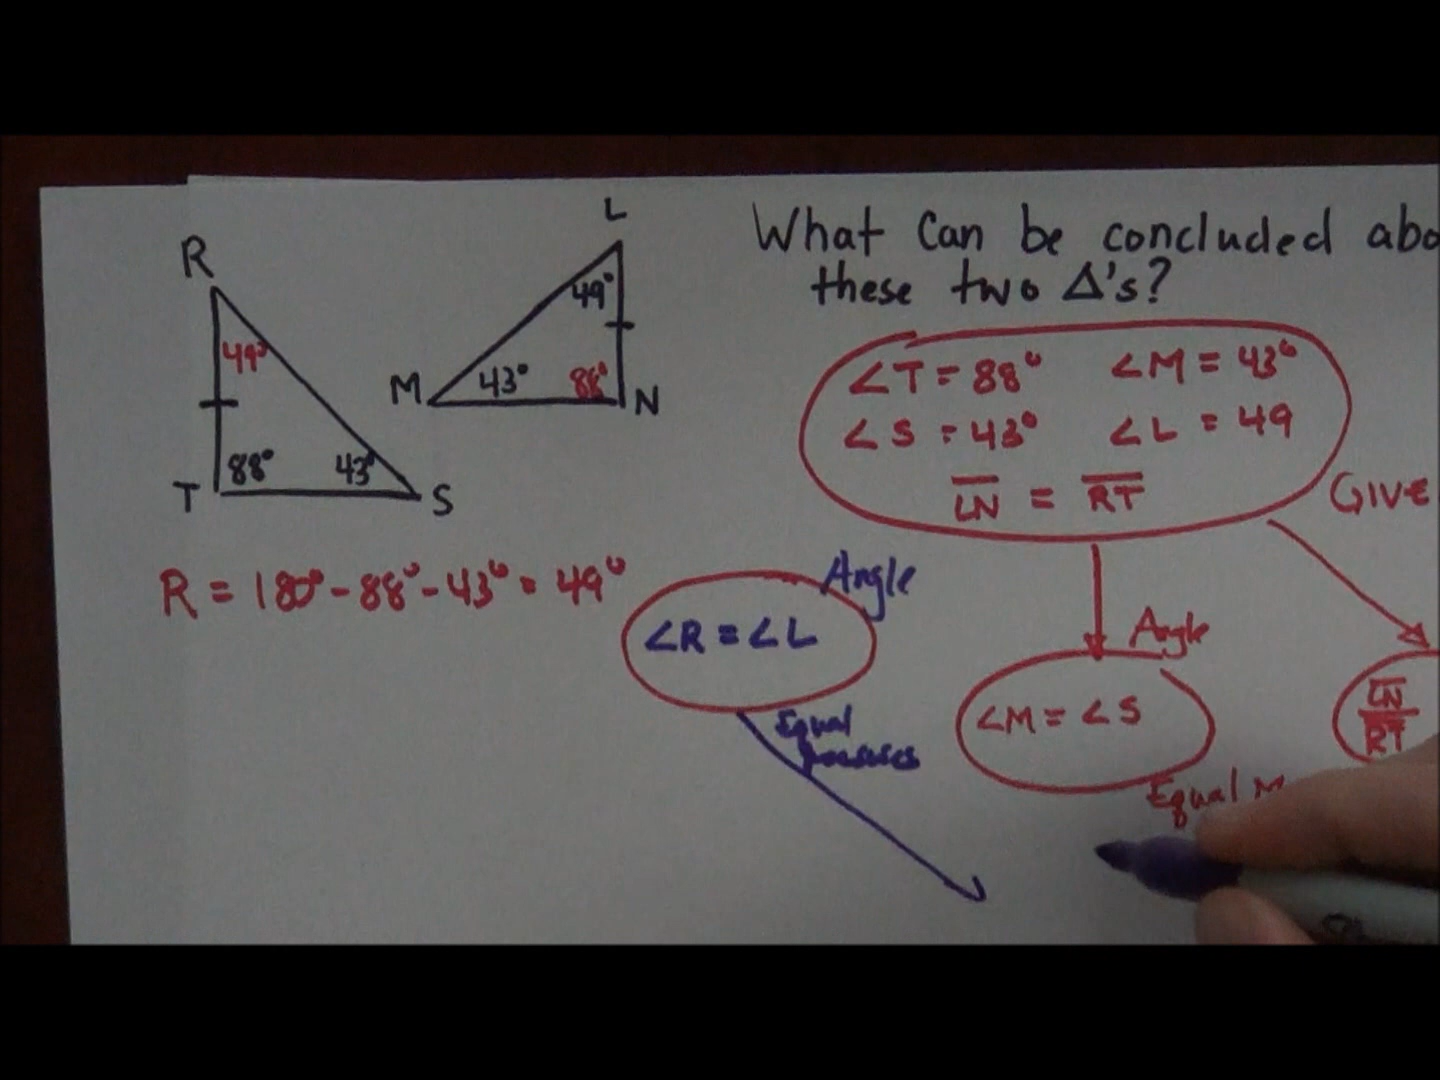 What can be concluded abo
these two Δ's?
R
49°
88°
43°
T
S
L
49°
M
43°
88°
N
∠T = 88° ∠M = 43°
∠S = 43° ∠L = 49
LN = RT
GIVE
R = 180° - 88° - 43° = 49°
Angle
∠R = ∠L
Equal
Angle
∠M = ∠S
Equal M
LN
RT